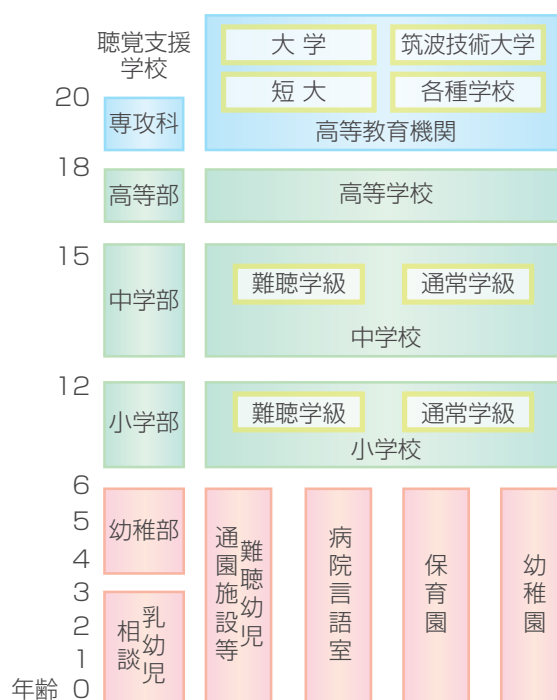 聴覚支援
学校
大 学
筑波技術大学
短 大
各種学校
高等教育機関
20
専攻科
18
高等部
高等学校
15
中学部
難聴学級
通常学級
中学校
12
小学部
難聴学級
通常学級
小学校
6
5
4
3
2
1
年齢 0
幼稚部
乳幼児
相談
難聴幼児
通園施設等
病院言語室
保育園
幼稚園